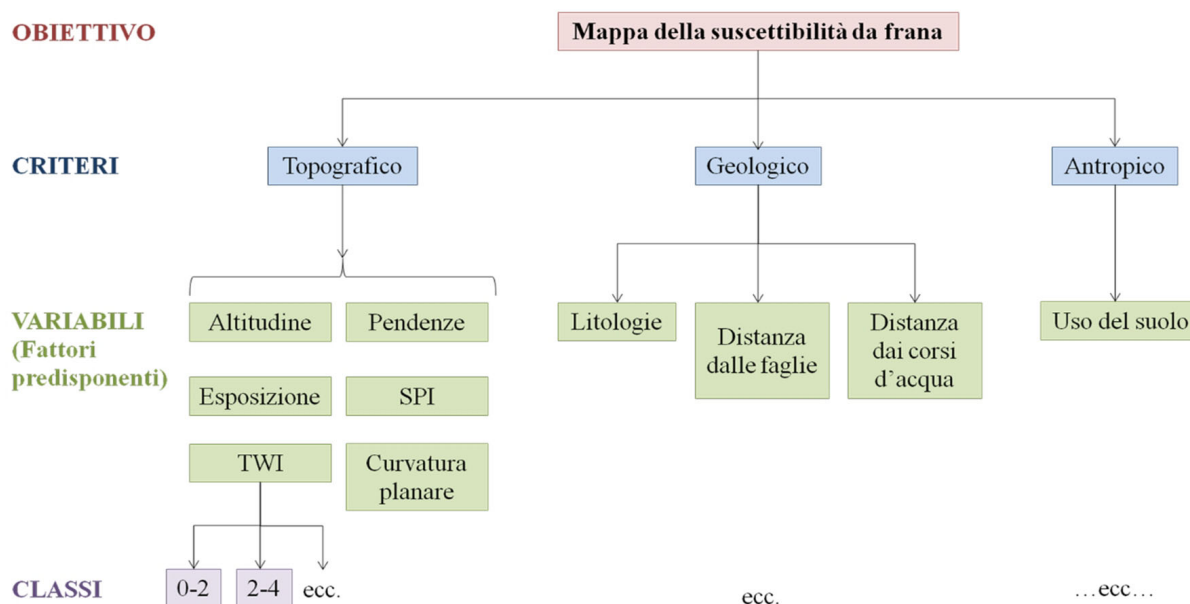 OBIETTIVO
Mappa della suscettibilità da frana
CRITERI
Topografico
Geologico
Antropico
VARIABILI
(Fattori
predisponenti)
Altitudine
Pendenze
Esposizione
SPI
TWI
Curvatura
planare
Litologie
Distanza
dalle faglie
Distanza
dai corsi
d'acqua
Uso del suolo
CLASSI
0-2
2-4
ecc.
ecc.
…ecc…